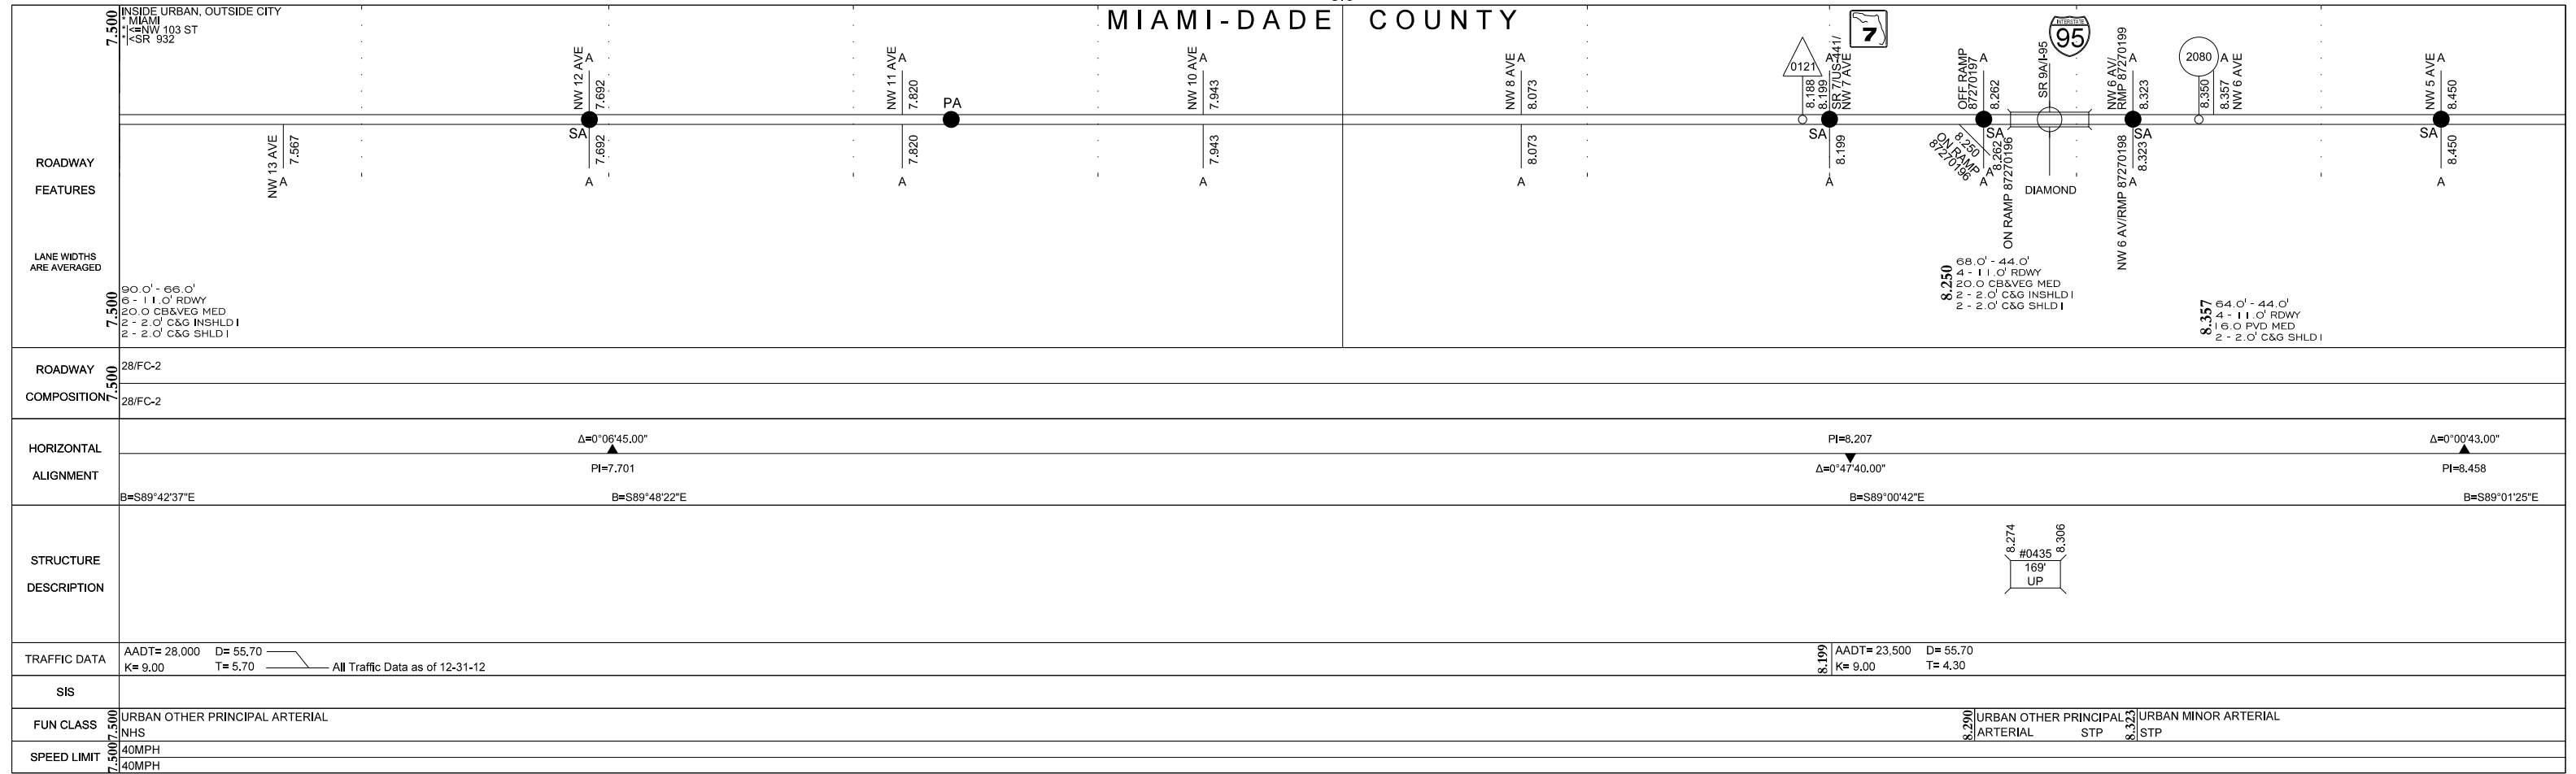 MIAMI-DADE COUNTY
7.500
INSIDE URBAN, OUTSIDE CITY
* MIAMI
* <=NW 103 ST
* <SR 932
ROADWAY
FEATURES
LANE WIDTHS
ARE AVERAGED
NW 13 AVE
7.567
A
NW 12 AVE
A
7.692
SA
7.692
A
NW 11 AVE
A
7.820
7.820
A
PA
NW 10 AVE
A
7.943
7.943
A
NW 8 AVE
A
8.073
8.073
A
0121
8.188
A
8.199
SR 7/US-441/
NW 7 AVE
7
SA
8.199
A
OFF RAMP
87270197
A
8.262
SA
8.250
ON RAMP
87270196
A
8.262
A
ON RAMP 87270196
SR 9A/I-95
INTERSTATE
95
DIAMOND
NW 6 AV/
RMP 87270199
A
8.323
SA
8.323
A
NW 6 AV/RMP 87270198
2080
8.350
A
8.357
NW 6 AVE
NW 5 AVE
A
8.450
SA
8.450
A
7.500
90.0' - 66.0'
6 - 11.0' RDWY
20.0 CB&VEG MED
2 - 2.0' C&G INSHLD1
2 - 2.0' C&G SHLD1
8.250
68.0' - 44.0'
4 - 11.0' RDWY
20.0 CB&VEG MED
2 - 2.0' C&G INSHLD1
2 - 2.0' C&G SHLD1
8.357
64.0' - 44.0'
4 - 11.0' RDWY
16.0 PVD MED
2 - 2.0' C&G SHLD1
ROADWAY
COMPOSITION
7.500
28/FC-2
28/FC-2
HORIZONTAL
ALIGNMENT
Δ=0°06'45.00"
PI=7.701
PI=8.207
Δ=0°47'40.00"
Δ=0°00'43.00"
PI=8.458
B=S89°42'37"E
B=S89°48'22"E
B=S89°00'42"E
B=S89°01'25"E
STRUCTURE
DESCRIPTION
8.274
#0435
8.306
169'
UP
TRAFFIC DATA
AADT= 28,000 D= 55.70
K= 9.00 T= 5.70
All Traffic Data as of 12-31-12
8.199
AADT= 23,500 D= 55.70
K= 9.00 T= 4.30
SIS
FUN CLASS
7.500
URBAN OTHER PRINCIPAL ARTERIAL
NHS
8.290
URBAN OTHER PRINCIPAL
ARTERIAL STP
8.323
URBAN MINOR ARTERIAL
STP
SPEED LIMIT
7.500
40MPH
40MPH